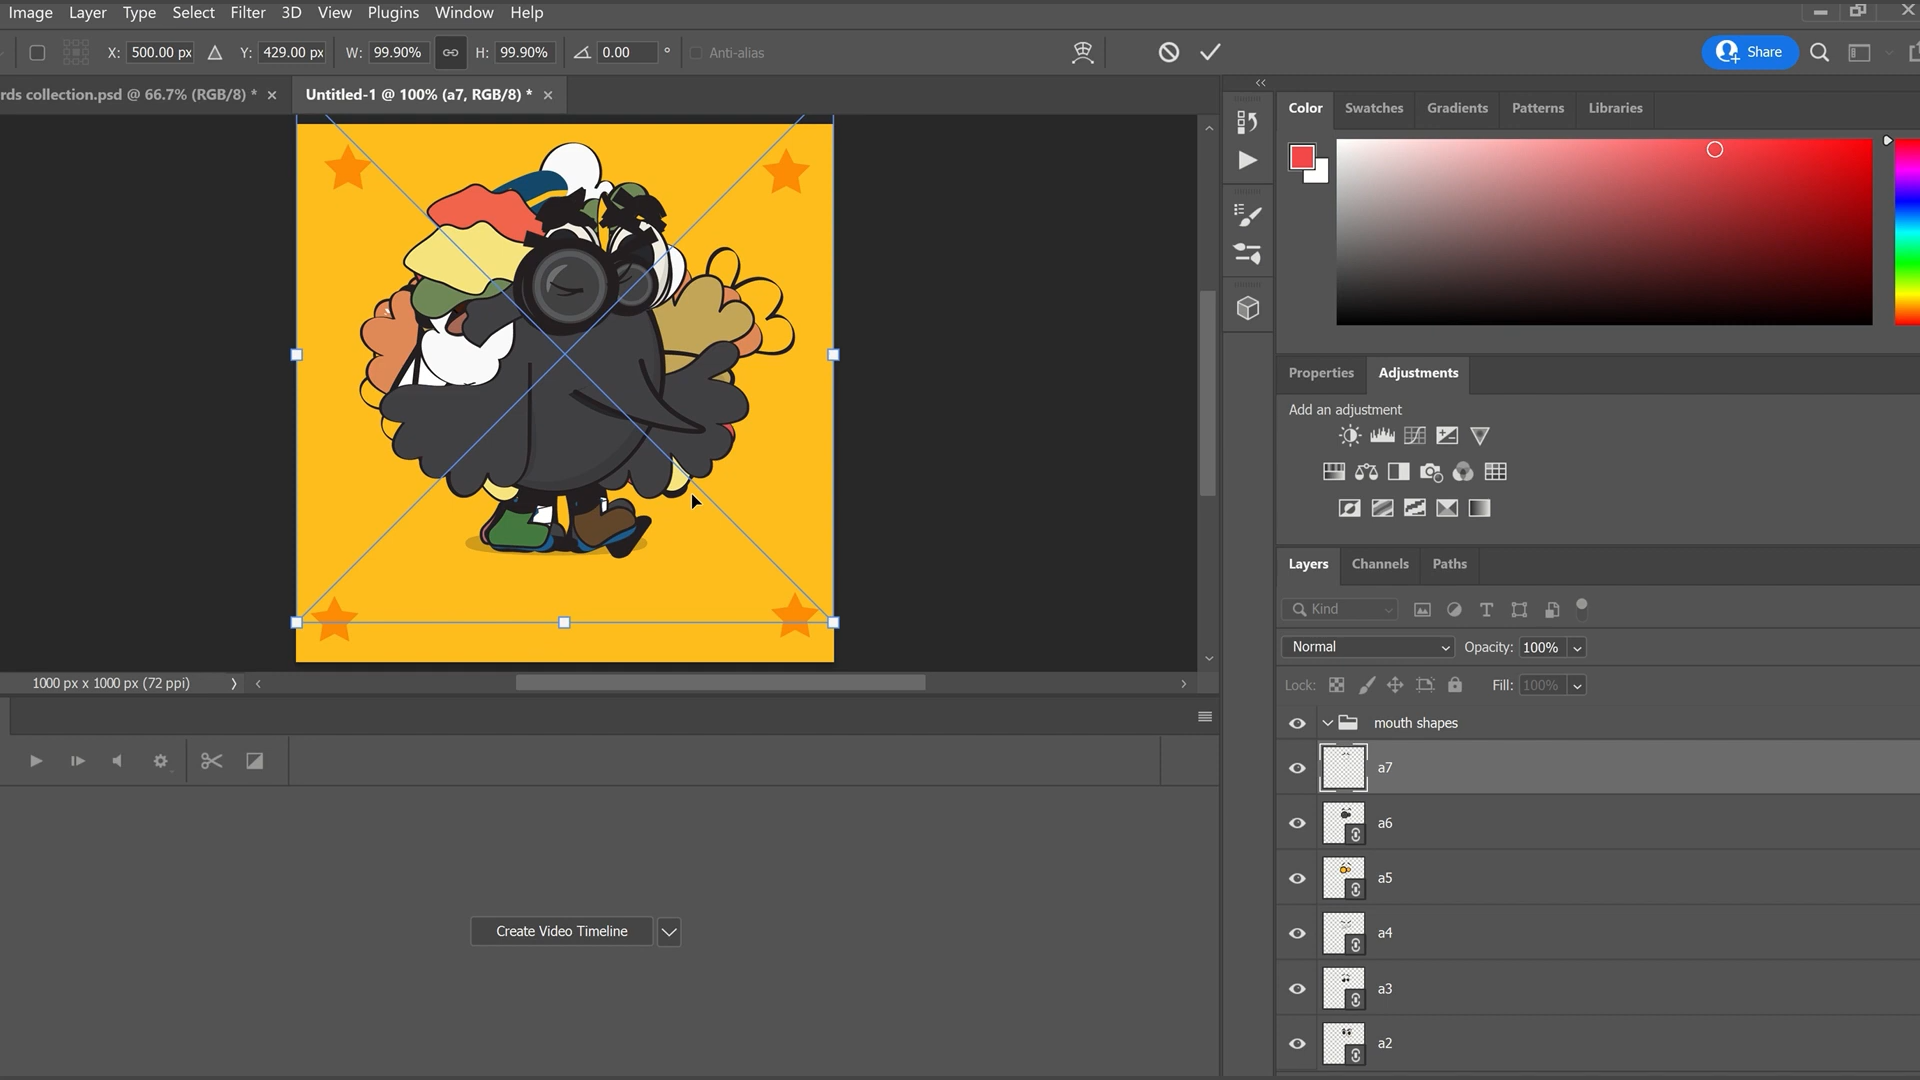 Image Layer Type Select Filter 3D View Plugins Window Help
X: 500.00 px Y: 429.00 px W: 99.90% H: 99.90% 0.00 ° Anti-alias
Share
rds collection.psd @ 66.7% (RGB/8) * Untitled-1 @ 100% (a7, RGB/8) *
Color Swatches Gradients Patterns Libraries
Properties Adjustments
Add an adjustment
Layers Channels Paths
Kind
Normal Opacity: 100%
Lock: Fill: 100%
1000 px x 1000 px (72 ppi)
mouth shapes
a7
a6
a5
a4
a3
a2
Create Video Timeline